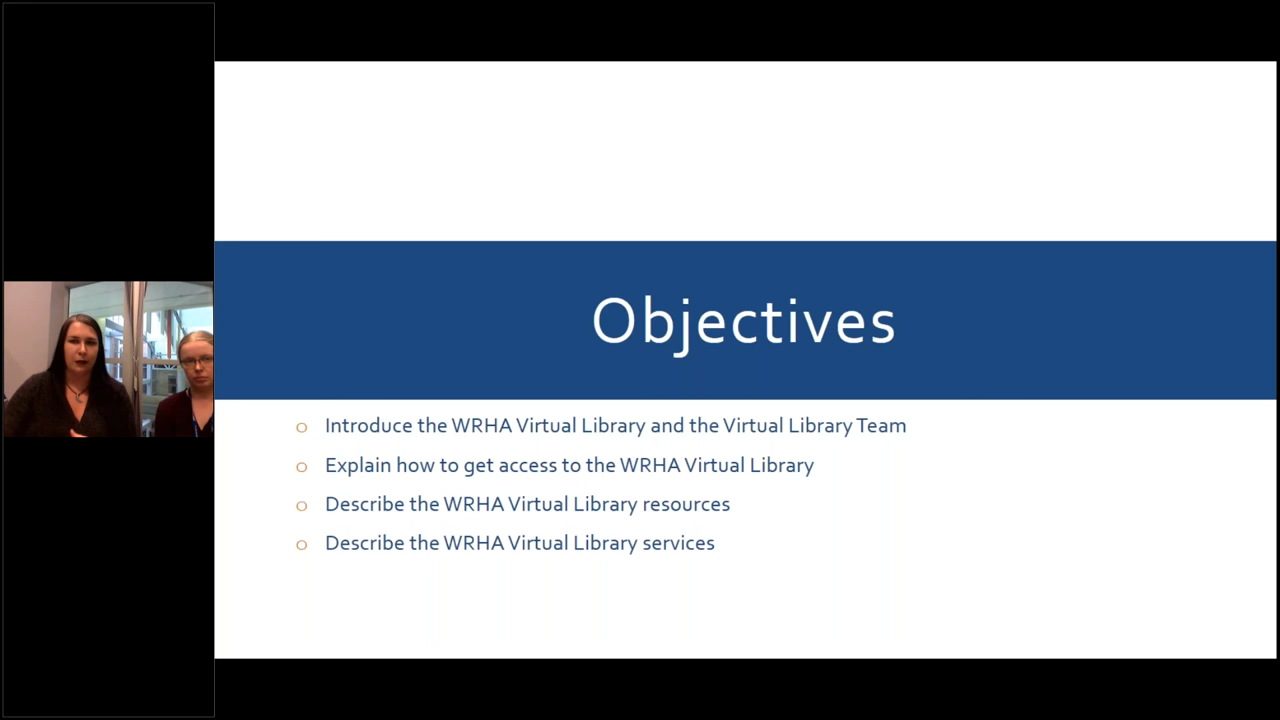 Objectives
o Introduce the WRHA Virtual Library and the Virtual Library Team
o Explain how to get access to the WRHA Virtual Library
o Describe the WRHA Virtual Library resources
o Describe the WRHA Virtual Library services